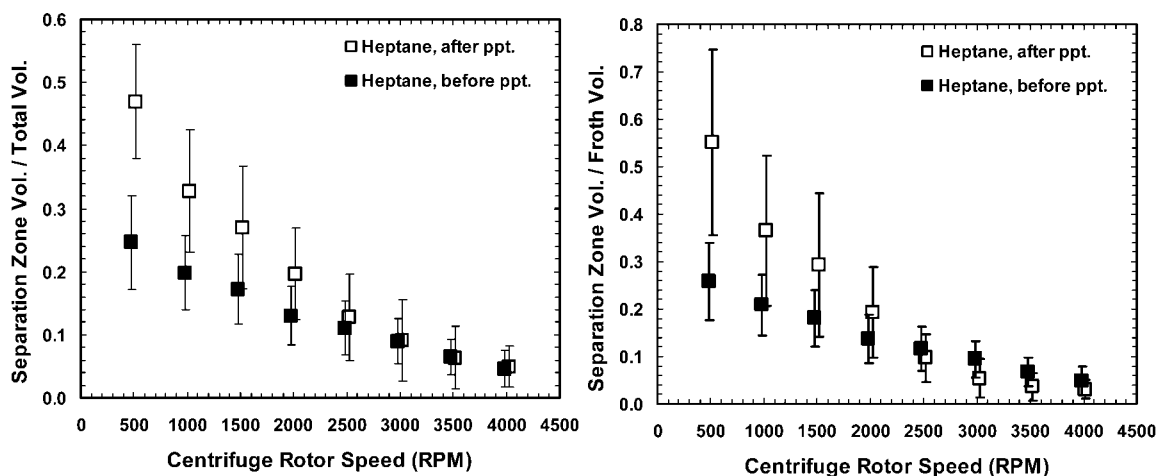 Separation Zone Vol. / Total Vol.
0.6
0.5
0.4
0.3
0.2
0.1
0.0
Heptane, after ppt.
Heptane, before ppt.
0 500 1000 1500 2000 2500 3000 3500 4000 4500
Centrifuge Rotor Speed (RPM)
Separation Zone Vol. / Froth Vol.
0.8
0.7
0.6
0.5
0.4
0.3
0.2
0.1
0.0
Heptane, after ppt.
Heptane, before ppt.
0 500 1000 1500 2000 2500 3000 3500 4000 4500
Centrifuge Rotor Speed (RPM)